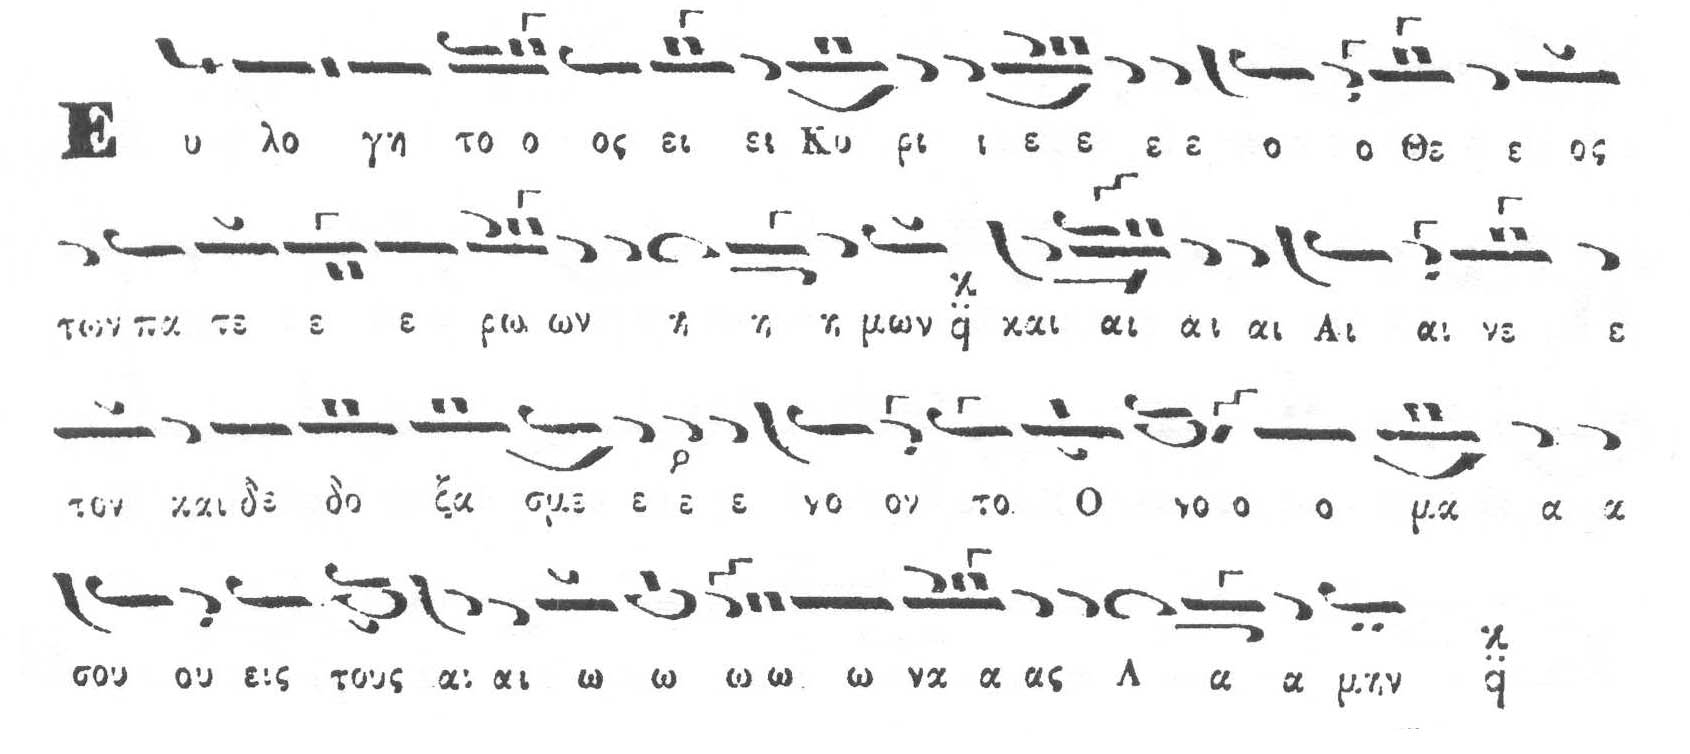 Ε υ λο γη το ο ος ει ει Κυ ρι ι ε ε ε ε ο ο Θε ε ος
των πα τε ε ε ρω ων η η η μων και αι αι αι Αι αι νε ε
τον και δε δο ξα σμε ε ε ε νο ον το Ο νο ο ο μα α α
σου ου εις τους αι αι ω ω ω ω ω να α ας Α α α μην